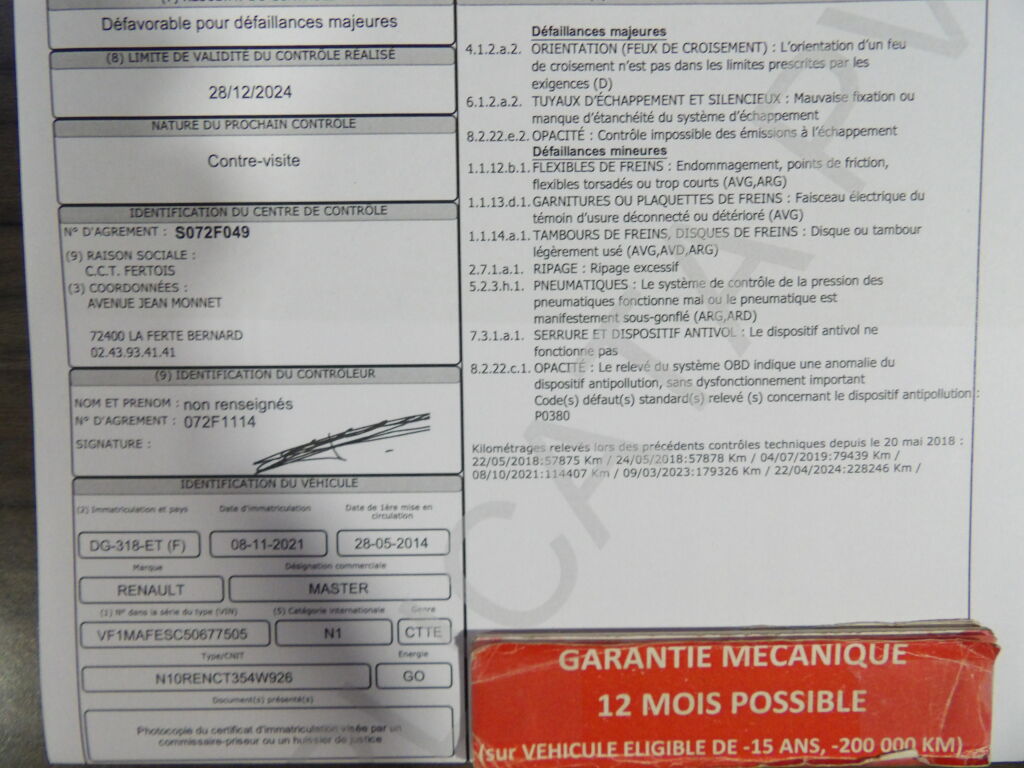 Défavorable pour défaillances majeures
(8) LIMITE DE VALIDITÉ DU CONTRÔLE RÉALISÉ
28/12/2024
NATURE DU PROCHAIN CONTRÔLE
Contre-visite
IDENTIFICATION DU CENTRE DE CONTRÔLE
N° D'AGREMENT : S072F049
(9) RAISON SOCIALE :
C.C.T. FERTOIS
(3) COORDONNÉES :
AVENUE JEAN MONNET
72400 LA FERTE BERNARD
02.43.93.41.41
(9) IDENTIFICATION DU CONTRÔLEUR
NOM ET PRENOM : non renseignés
N° D'AGREMENT : 072F1114
SIGNATURE :
IDENTIFICATION DU VÉHICULE
(2) Immatriculation et pays Date d'immatriculation Date de 1ère mise en circulation
DG-318-ET (F) 08-11-2021 28-05-2014
Marque Désignation commerciale
RENAULT MASTER
(1) N° dans la série du type (VIN) (5) Catégorie internationale Genre
VF1MAFESC50677505 N1 CTTE
Type/CNIT Energie
N10RENCT354W926 GO
Document(s) présenté(s)
Photocopie du certificat d'immatriculation visée par un
commissaire-priseur ou un huissier de justice
Défaillances majeures
4.1.2.a.2. ORIENTATION (FEUX DE CROISEMENT) : L'orientation d'un feu
de croisement n'est pas dans les limites prescrites par les
exigences (D)
6.1.2.a.2. TUYAUX D'ÉCHAPPEMENT ET SILENCIEUX : Mauvaise fixation ou
manque d'étanchéité du système d'échappement
8.2.22.e.2. OPACITÉ : Contrôle impossible des émissions à l'échappement
Défaillances mineures
1.1.12.b.1. FLEXIBLES DE FREINS : Endommagement, points de friction,
flexibles torsadés ou trop courts (AVG,ARG)
1.1.13.d.1. GARNITURES OU PLAQUETTES DE FREINS : Faisceau électrique du
témoin d'usure déconnecté ou détérioré (AVG)
1.1.14.a.1. TAMBOURS DE FREINS, DISQUES DE FREINS : Disque ou tambour
légèrement usé (AVG,AVD,ARG)
2.7.1.a.1. RIPAGE : Ripage excessif
5.2.3.h.1. PNEUMATIQUES : Le système de contrôle de la pression des
pneumatiques fonctionne mal ou le pneumatique est
manifestement sous-gonflé (ARG,ARD)
7.3.1.a.1. SERRURE ET DISPOSITIF ANTIVOL : Le dispositif antivol ne
fonctionne pas
8.2.22.c.1. OPACITÉ : Le relevé du système OBD indique une anomalie du
dispositif antipollution, sans dysfonctionnement important
Code(s) défaut(s) standard(s) relevé (s) concernant le dispositif antipollution :
P0380
Kilométrages relevés lors des précédents contrôles techniques depuis le 20 mai 2018 :
22/05/2018:57875 Km / 24/05/2018:57878 Km / 04/07/2019:79439 Km /
08/10/2021:114407 Km / 09/03/2023:179326 Km / 22/04/2024:228246 Km /
GARANTIE MECANIQUE
12 MOIS POSSIBLE
(sur VEHICULE ELIGIBLE DE -15 ANS, -200 000 KM)